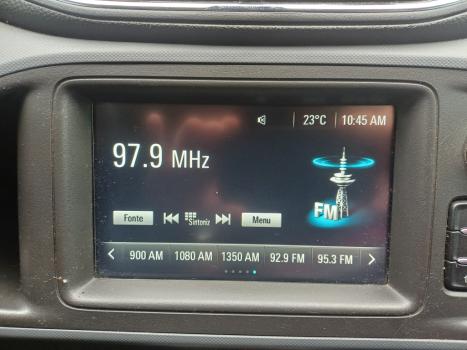 23°C 10:45 AM
97.9 MHz
FM
Fonte Sintoniz Menu
900 AM 1080 AM 1350 AM 92.9 FM 95.3 FM